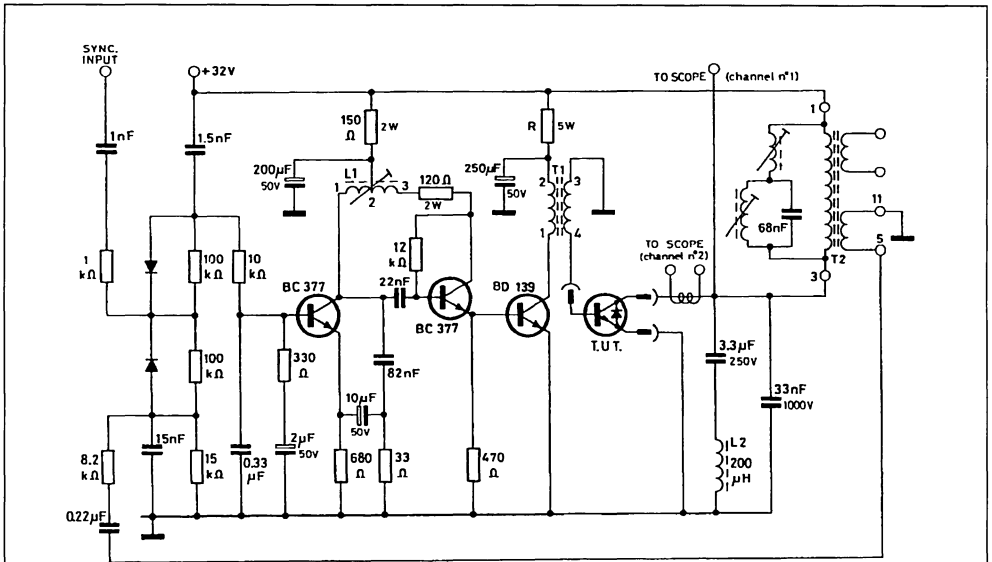 SYNC.
INPUT
+32V
TO SCOPE (channel n°1)
1
1nF
1.5nF
150
Ω
2W
R
5W
200µF
50V
L1
1
2
3
120Ω
2W
250µF
50V
T1
2
3
1
4
68nF
11
5
T2
3
TO SCOPE
(channel n°2)
1
kΩ
100
kΩ
10
kΩ
12
kΩ
22nF
BC 377
BC 377
BD 139
T.U.T.
100
kΩ
330
Ω
82nF
3.3µF
250V
33nF
1000V
10µF
50V
2µF
50V
15nF
8.2
kΩ
15
kΩ
0.33
µF
680
Ω
33
Ω
470
Ω
L2
200
µH
0.22µF